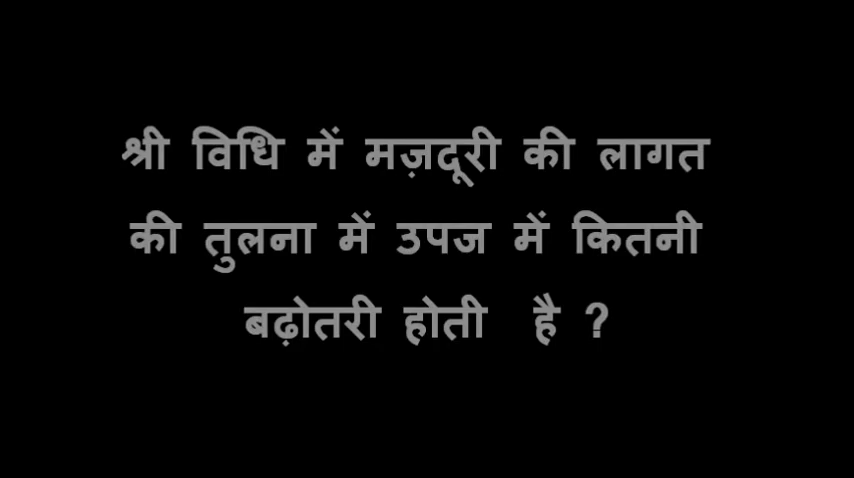 श्री विधि में मज़दूरी की लागत
की तुलना में उपज में कितनी
बढ़ोतरी होती है ?